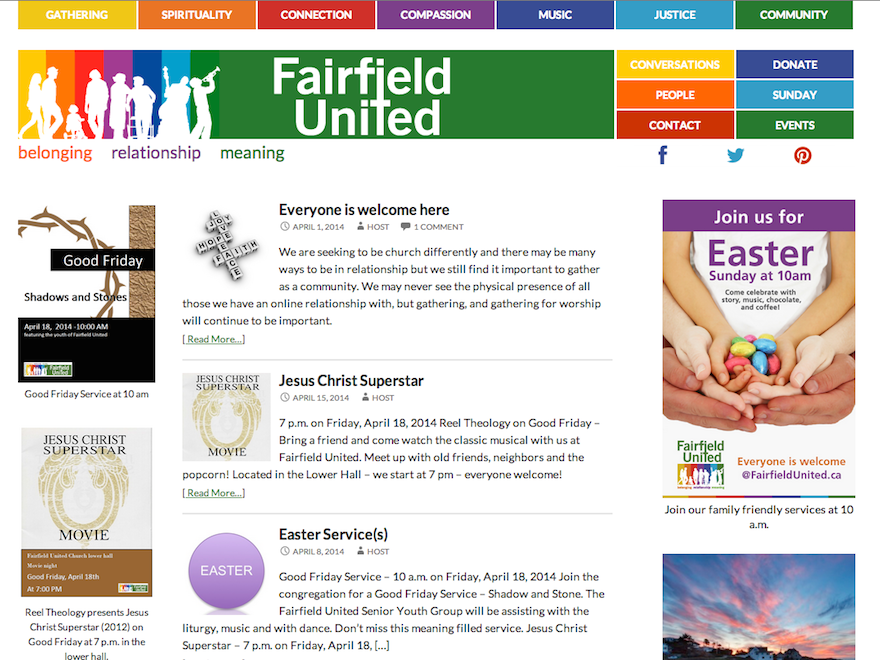 GATHERING
SPIRITUALITY
CONNECTION
COMPASSION
MUSIC
JUSTICE
COMMUNITY
Fairfield
United
CONVERSATIONS
DONATE
PEOPLE
SUNDAY
CONTACT
EVENTS
belonging relationship meaning
Good Friday
Shadows and Stones
April 18, 2014 -10:00 AM
featuring the youth of Fairfield United
Fairfield
United
Good Friday Service at 10 am
JESUS CHRIST
SUPERSTAR
MOVIE
Fairfield United Church lower hall
Movie night
Good Friday, April 18th
At 7:00 PM
Reel Theology presents Jesus
Christ Superstar (2012) on
Good Friday at 7 p.m. in the
lower hall.
LOVE
JOY
PEACE
HOPE
FAITH
Everyone is welcome here
APRIL 1, 2014 HOST 1 COMMENT
We are seeking to be church differently and there may be many
ways to be in relationship but we still find it important to gather
as a community. We may never see the physical presence of all
those we have an online relationship with, but gathering, and gathering for worship
will continue to be important.
[ Read More... ]
JESUS CHRIST
SUPERSTAR
MOVIE
Jesus Christ Superstar
APRIL 15, 2014 HOST
7 p.m. on Friday, April 18, 2014 Reel Theology on Good Friday –
Bring a friend and come watch the classic musical with us at
Fairfield United. Meet up with old friends, neighbors and the
popcorn! Located in the Lower Hall – we start at 7 pm – everyone welcome!
[ Read More... ]
EASTER
Easter Service(s)
APRIL 8, 2014 HOST
Good Friday Service – 10 a.m. on Friday, April 18, 2014 Join the
congregation for a Good Friday Service – Shadow and Stone. The
Fairfield United Senior Youth Group will be assisting with the
liturgy, music and with dance. Don't miss this meaning filled service. Jesus Christ
Superstar – 7 p.m. on Friday, April 18, [...]
Join us for
Easter
Sunday at 10am
Come celebrate with
story, music, chocolate,
and coffee!
Fairfield
United
belonging relationship meaning
Everyone is welcome
@FairfieldUnited.ca
Join our family friendly services at 10
a.m.